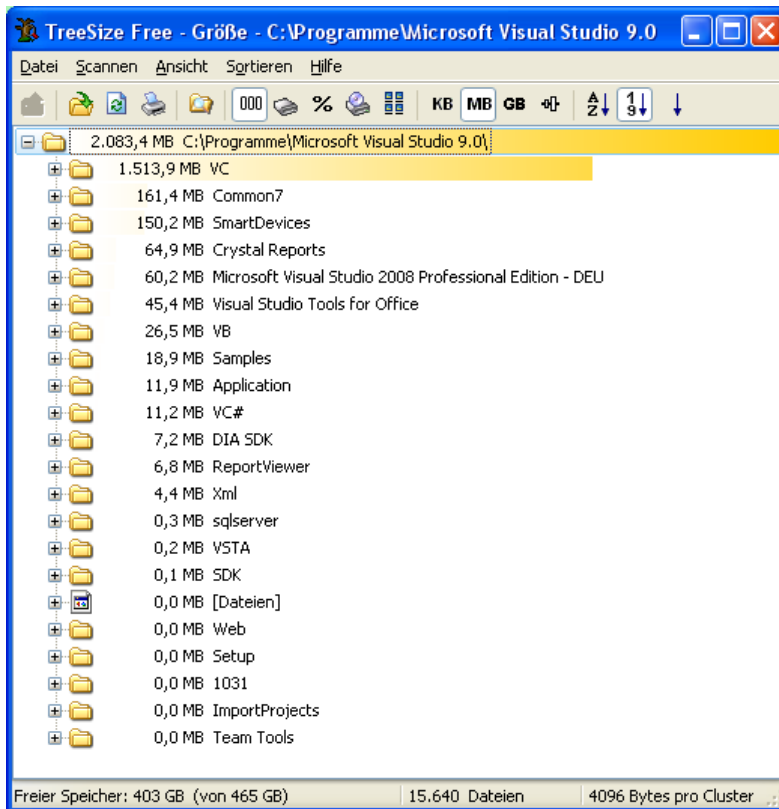 TreeSize Free - Größe - C:\Programme\Microsoft Visual Studio 9.0
Datei Scannen Ansicht Sortieren Hilfe
000 % KB MB GB A Z 1 9
2.083,4 MB C:\Programme\Microsoft Visual Studio 9.0\
1.513,9 MB VC
161,4 MB Common7
150,2 MB SmartDevices
64,9 MB Crystal Reports
60,2 MB Microsoft Visual Studio 2008 Professional Edition - DEU
45,4 MB Visual Studio Tools for Office
26,5 MB VB
18,9 MB Samples
11,9 MB Application
11,2 MB VC#
7,2 MB DIA SDK
6,8 MB ReportViewer
4,4 MB Xml
0,3 MB sqlserver
0,2 MB VSTA
0,1 MB SDK
0,0 MB [Dateien]
0,0 MB Web
0,0 MB Setup
0,0 MB 1031
0,0 MB ImportProjects
0,0 MB Team Tools
Freier Speicher: 403 GB (von 465 GB) 15.640 Dateien 4096 Bytes pro Cluster